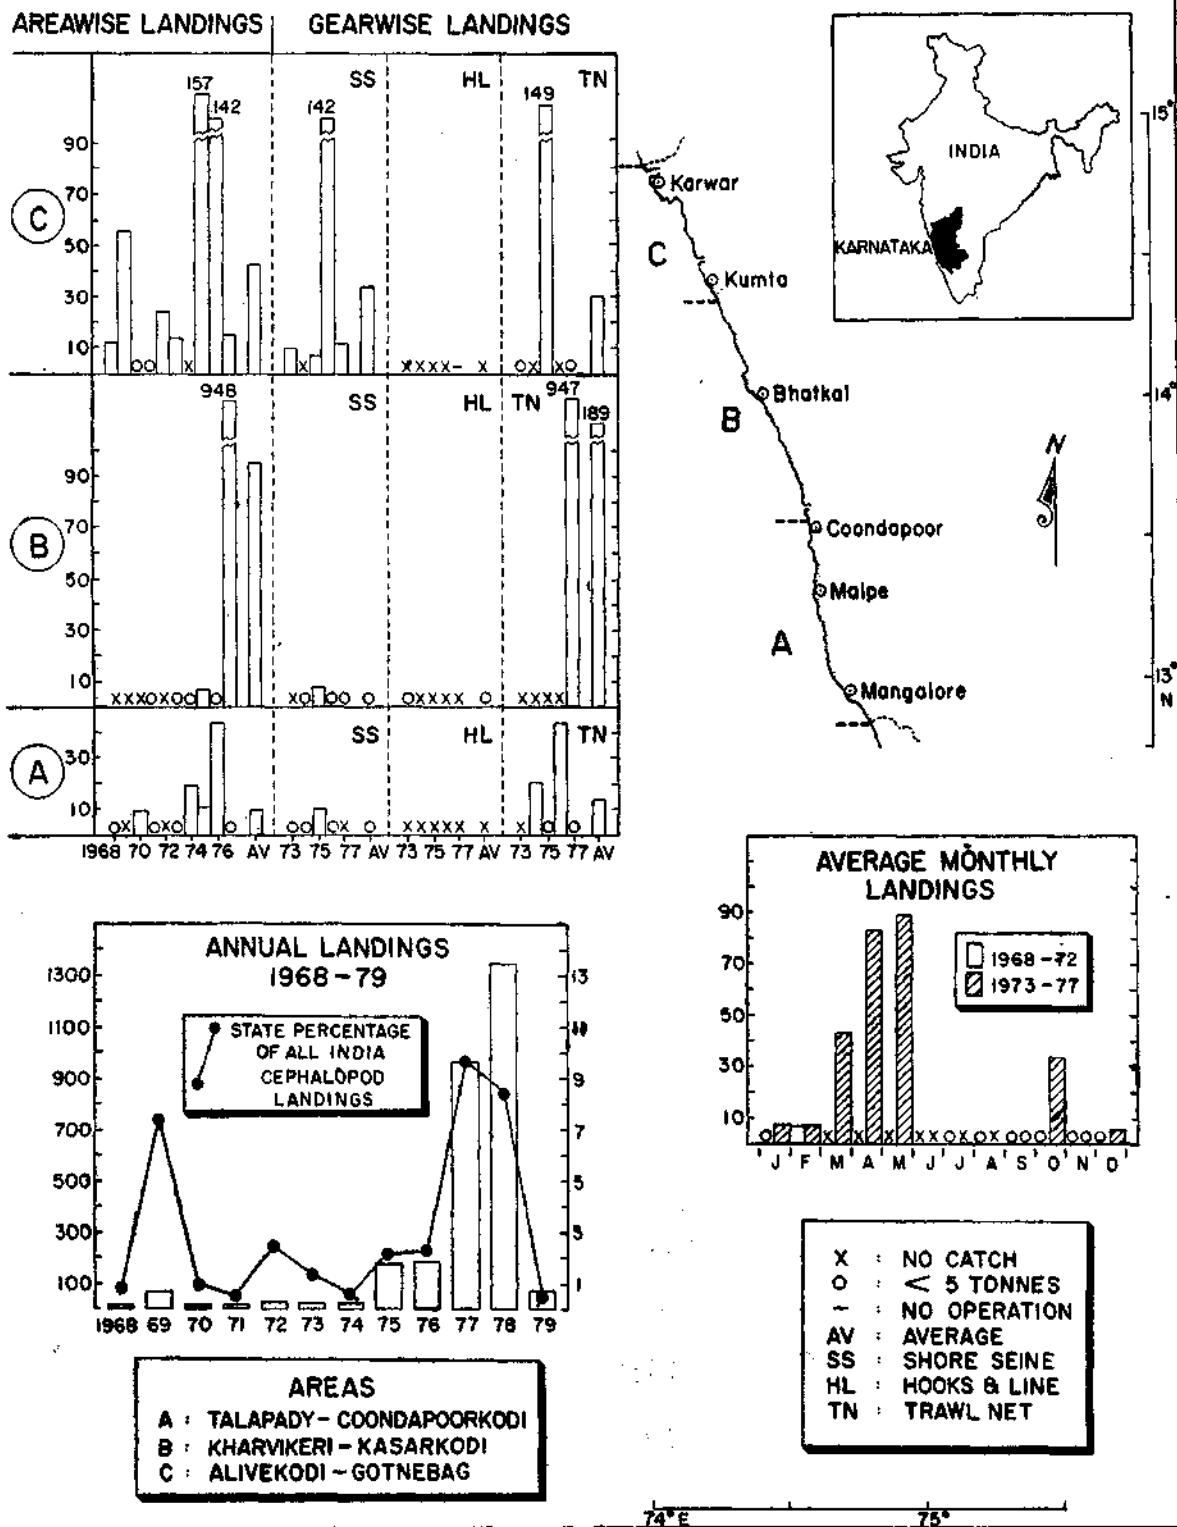 AREAWISE LANDINGS
GEARWISE LANDINGS
SS
HL
TN
157
142
142
149
90
70
50
30
10
C
X
O
O
X
X
X X X X – X
O X X O
948
SS
HL
TN
947
189
90
70
50
30
10
B
X X X O X O O O
X O O O O
O X X X X O
X X X X
SS
HL
TN
30
10
A
O X O X O O
O O O X O
X X X X X X
X O O
1968 70 72 74 76 AV 73 75 77 AV 73 75 77 AV 73 75 77 AV
INDIA
KARNATAKA
Karwar
C
Kumta
Bhatkal
B
Coondapoor
Malpe
A
Mangalore
N
15°
14°
13°
N
74°E
75°
ANNUAL LANDINGS
1968-79
STATE PERCENTAGE
OF ALL INDIA
CEPHALOPOD
LANDINGS
1300
1100
900
700
500
300
100
13
11
9
7
5
3
1
1968 69 70 71 72 73 74 75 76 77 78 79
AREAS
A : TALAPADY-COONDAPOORKODI
B : KHARVIKERI-KASARKODI
C : ALIVEKODI-GOTNEBAG
AVERAGE MONTHLY
LANDINGS
1968-72
1973-77
90
70
50
30
10
O X X X X X O X O X O O O O O O
J F M A M J J A S O N D
X : NO CATCH
O : < 5 TONNES
– : NO OPERATION
AV : AVERAGE
SS : SHORE SEINE
HL : HOOKS & LINE
TN : TRAWL NET